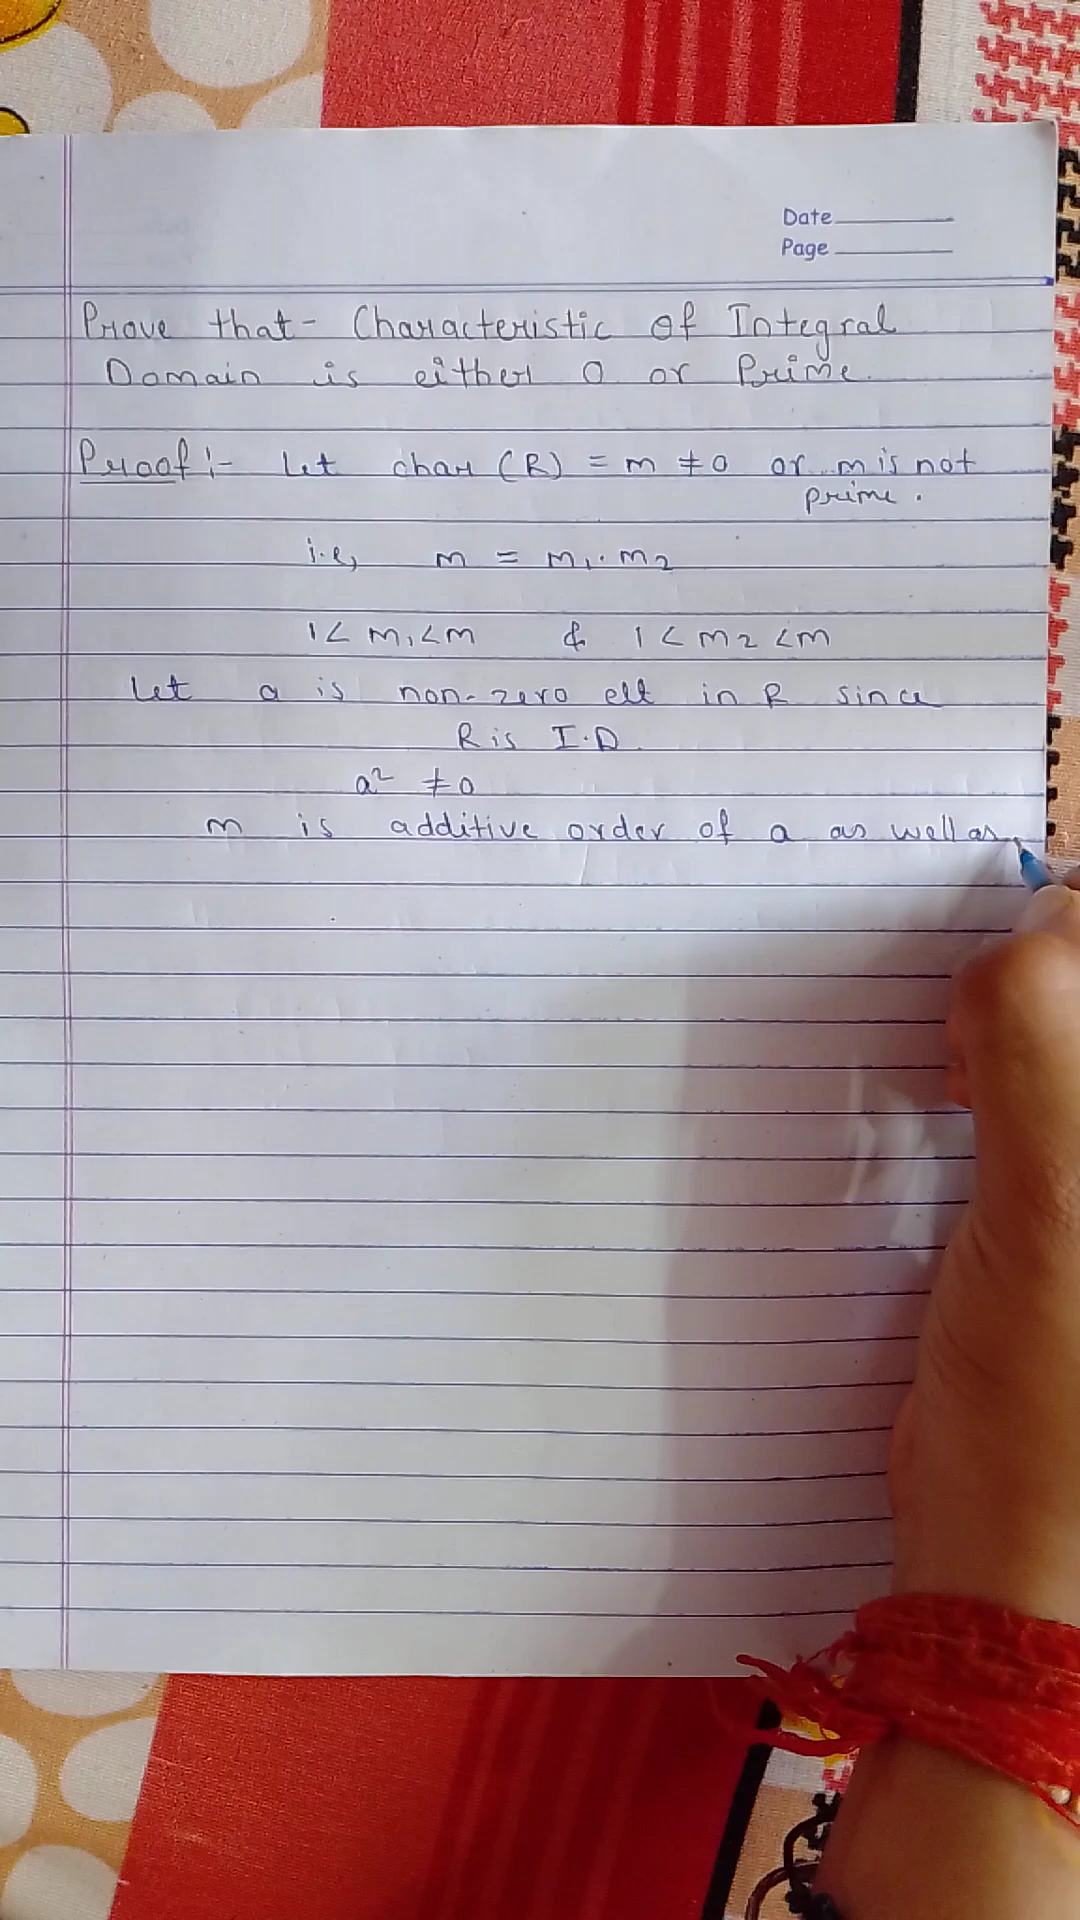 Date
Page
Prove that - Characteristic of Integral
Domain is either 0 or Prime.
Proof :- Let char (R) = m ≠ 0 or m is not
prime.
i.e, m = m₁. m₂
1 < m₁ < m & 1 < m₂ < m
Let a is non-zero elt in R since
R is I.D.
a² ≠ 0
m is additive order of a as well as